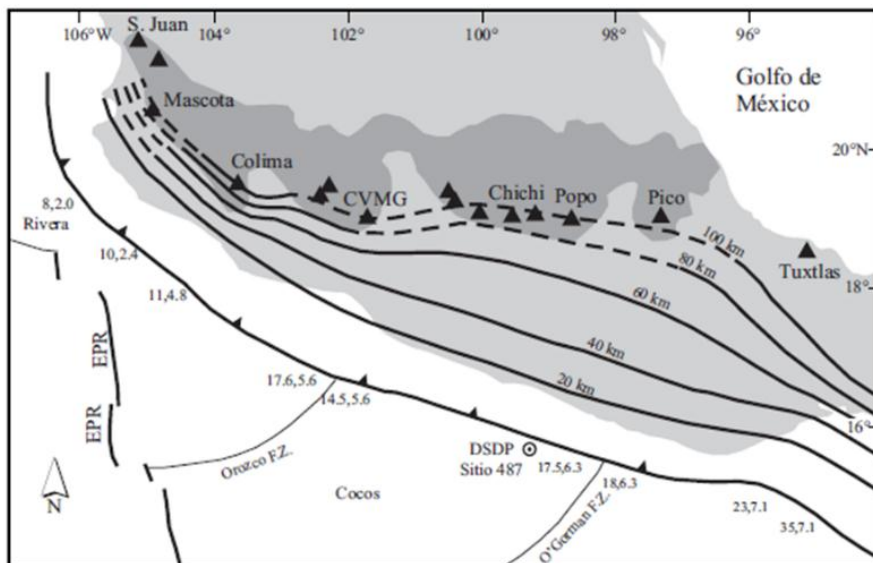 106°W
104°
102°
100°
98°
96°
S. Juan
Golfo de
México
Mascota
20°N
Colima
CVMG
Chichi
Popo
Pico
8,2.0
Rivera
100 km
80 km
Tuxtlas
10,2.4
18°
60 km
11,4.8
40 km
EPR
20 km
17.6,5.6
14.5,5.6
16°
EPR
DSDP
Sitio 487
17.5,6.3
Orozco F.Z.
18,6.3
N
Cocos
O'Gorman F.Z.
23,7.1
35,7.1